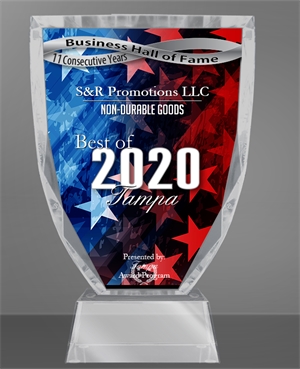 Business Hall of Fame
11 Consecutive Years
S&R Promotions LLC
NON-DURABLE GOODS
Best of
2020
Tampa
Presented by:
Award Program